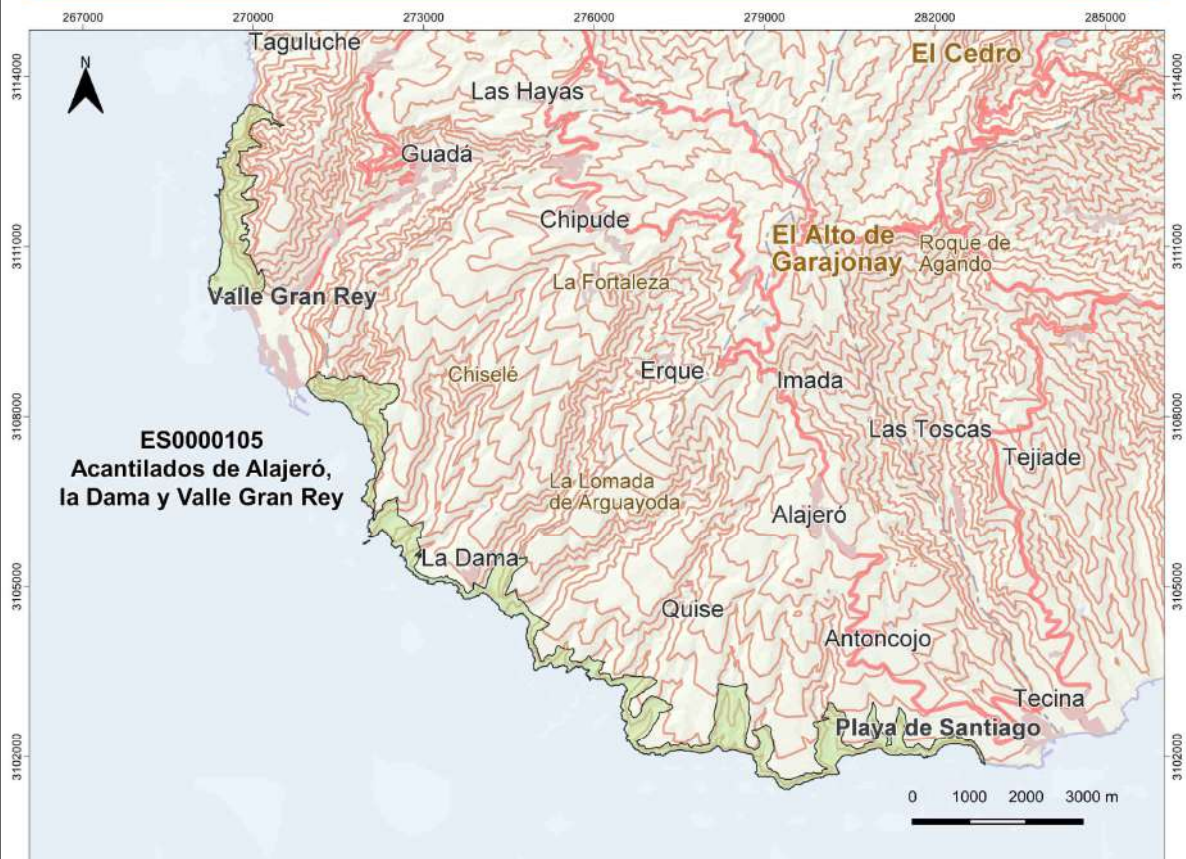 267000
270000
273000
276000
279000
282000
285000
Taguluche
El Cedro
N
3114000
3114000
Las Hayas
Guadá
Chipude
El Alto de
Garajonay
Roque de
Agando
3111000
3111000
La Fortaleza
Valle Gran Rey
Erque
Chiselé
Imada
3108000
3108000
Las Toscas
ES0000105
Acantilados de Alajeró,
la Dama y Valle Gran Rey
Tejiade
La Lomada
de Arguayoda
Alajeró
La Dama
3105000
3105000
Quise
Antoncojo
Tecina
Playa de Santiago
3102000
3102000
0 1000 2000 3000 m